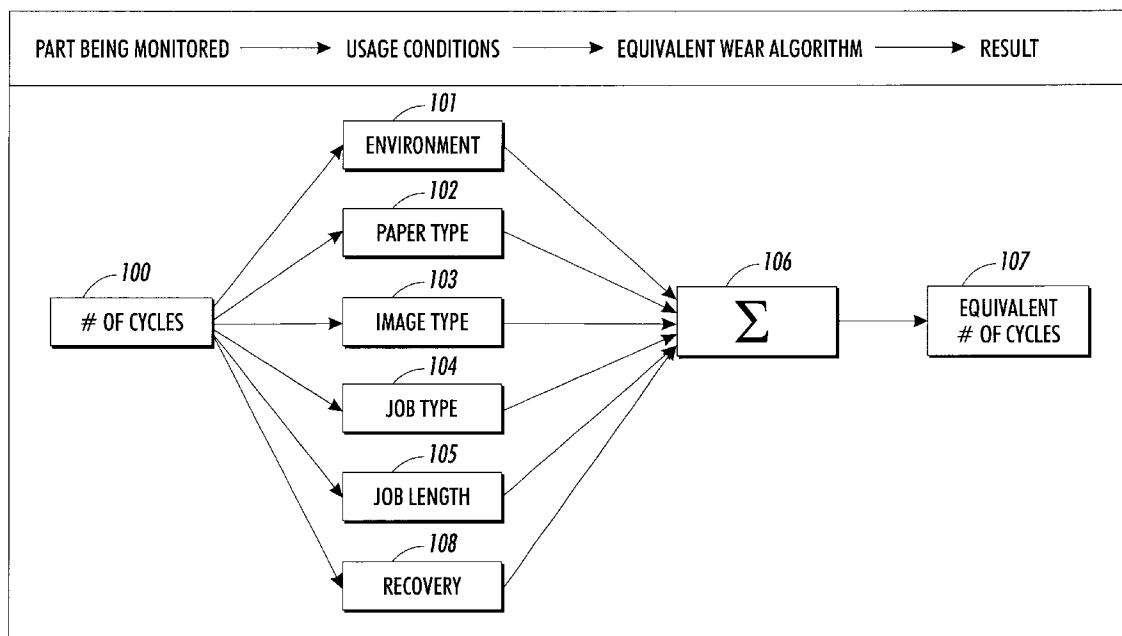 PART BEING MONITORED USAGE CONDITIONS EQUIVALENT WEAR ALGORITHM RESULT
101
ENVIRONMENT
102
PAPER TYPE
100
# OF CYCLES
103
IMAGE TYPE
104
JOB TYPE
105
JOB LENGTH
108
RECOVERY
106
Σ
107
EQUIVALENT
# OF CYCLES